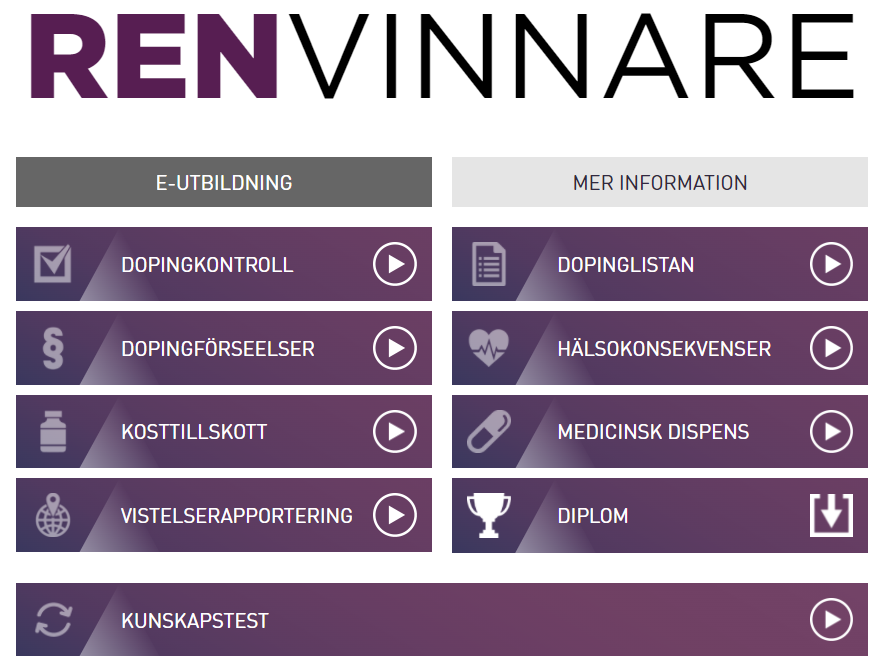 RENVINNARE
E-UTBILDNING
MER INFORMATION
DOPINGKONTROLL
DOPINGLISTAN
DOPINGFÖRSEELSER
HÄLSOKONSEKVENSER
KOSTTILLSKOTT
MEDICINSK DISPENS
VISTELSERAPPORTERING
DIPLOM
KUNSKAPSTEST